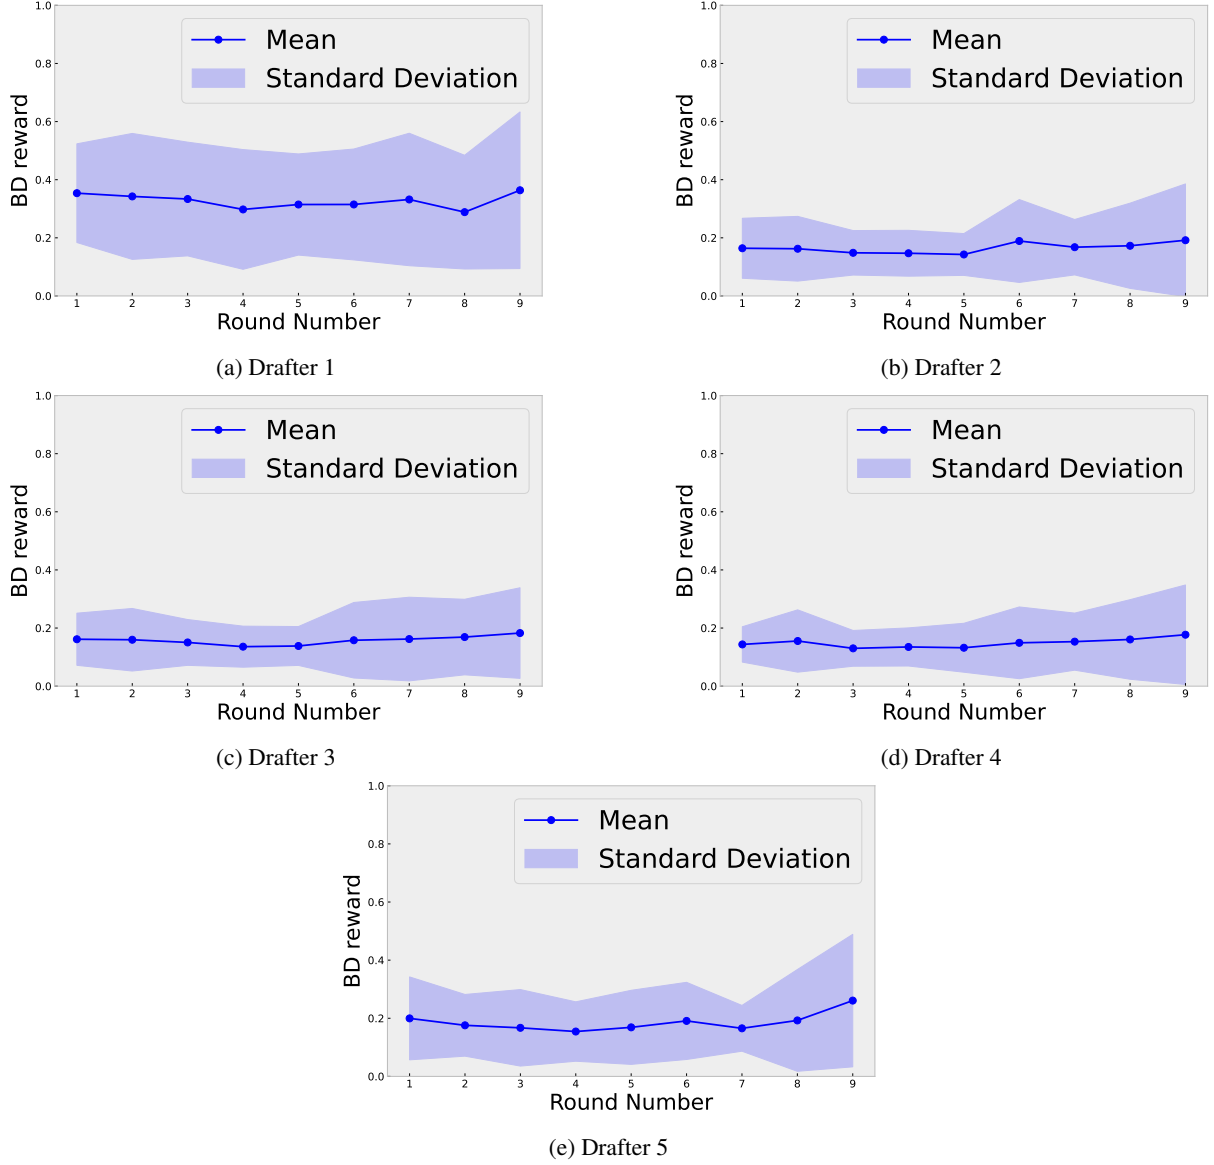 1.0
0.8
0.6
0.4
0.2
0.0
BD reward
Mean
Standard Deviation
1 2 3 4 5 6 7 8 9
Round Number
(a) Drafter 1
1.0
0.8
0.6
0.4
0.2
0.0
BD reward
Mean
Standard Deviation
1 2 3 4 5 6 7 8 9
Round Number
(b) Drafter 2
1.0
0.8
0.6
0.4
0.2
0.0
BD reward
Mean
Standard Deviation
1 2 3 4 5 6 7 8 9
Round Number
(c) Drafter 3
1.0
0.8
0.6
0.4
0.2
0.0
BD reward
Mean
Standard Deviation
1 2 3 4 5 6 7 8 9
Round Number
(d) Drafter 4
1.0
0.8
0.6
0.4
0.2
0.0
BD reward
Mean
Standard Deviation
1 2 3 4 5 6 7 8 9
Round Number
(e) Drafter 5